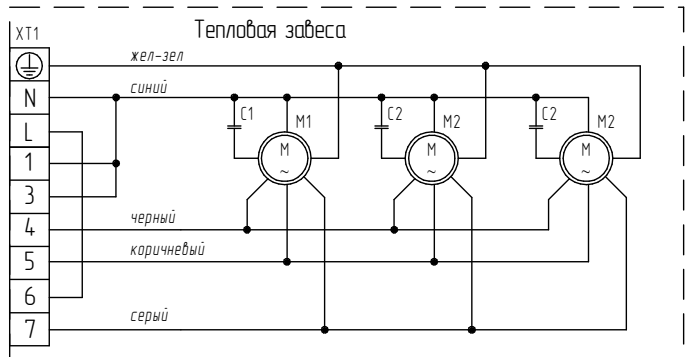 Тепловая завеса
XT1
жел-зел
N
синий
C1
M1
C2
M2
C2
M2
L
1
M
~
M
~
M
~
3
4
черный
5
коричневый
6
7
серый